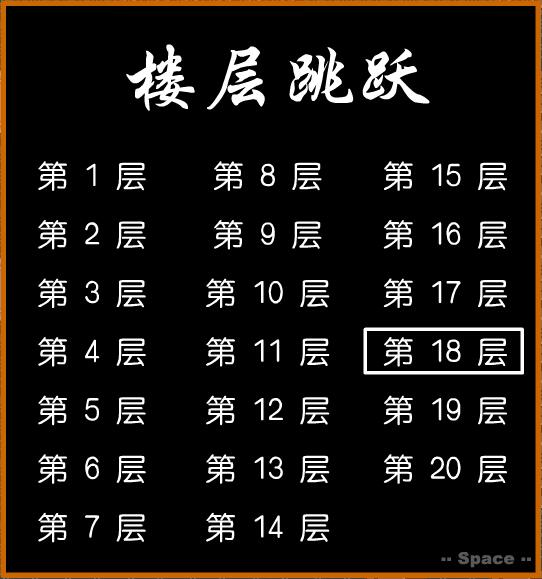 楼层跳跃
第 1 层 第 8 层 第 15 层
第 2 层 第 9 层 第 16 层
第 3 层 第 10 层 第 17 层
第 4 层 第 11 层 第 18 层
第 5 层 第 12 层 第 19 层
第 6 层 第 13 层 第 20 层
第 7 层 第 14 层
-- Space --